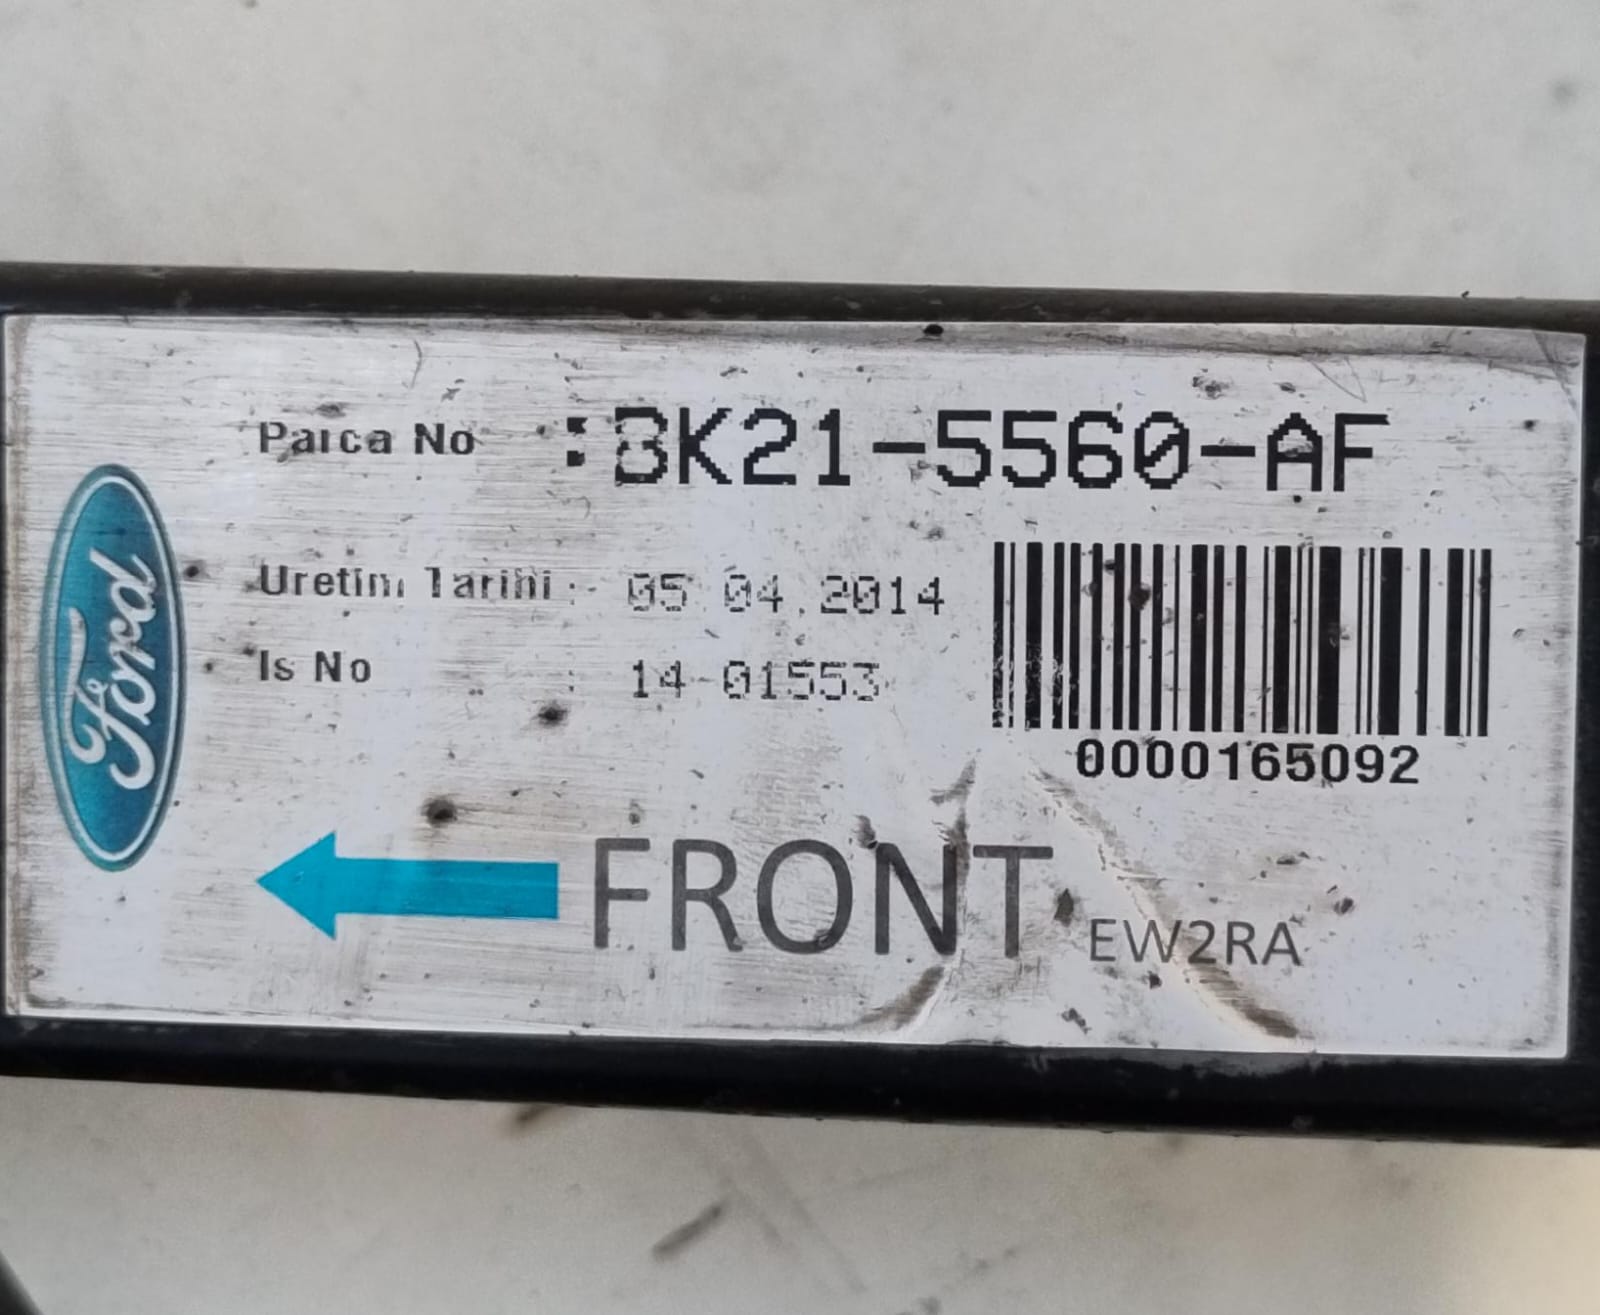 Ford
Parca No : BK21-5560-AF
Uretim Tarihi : 05.04.2014
Is No : 14-01553
0000165092
FRONT EW2RA